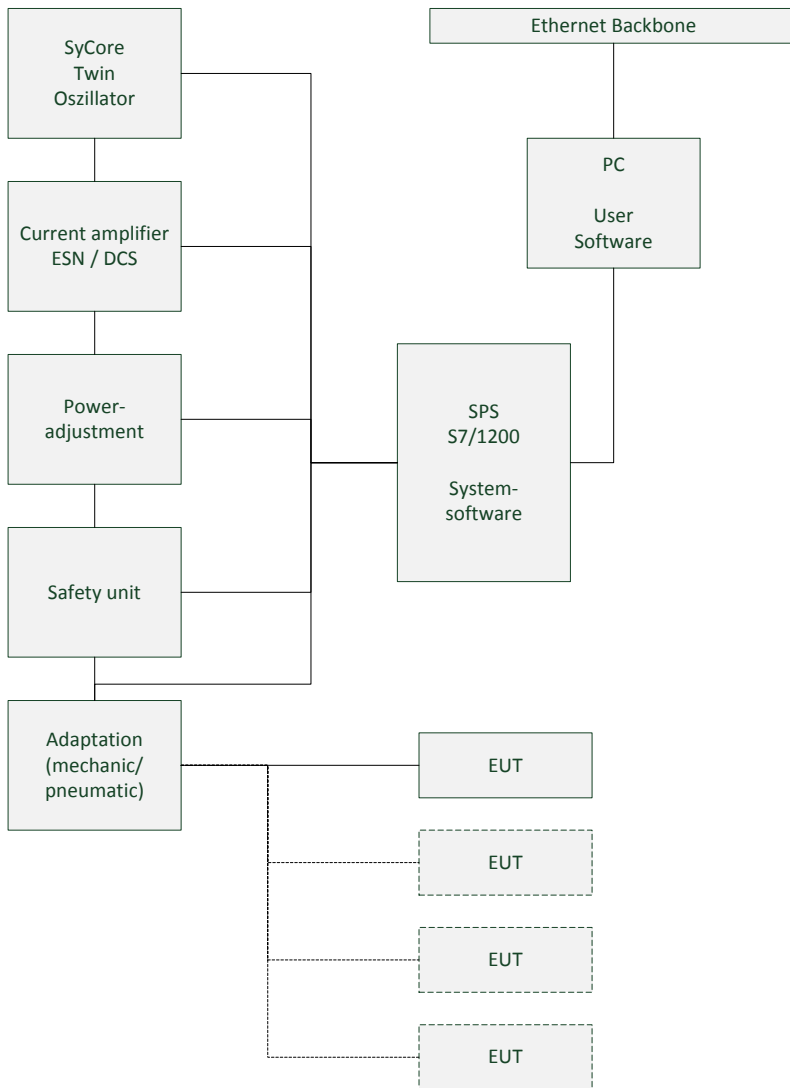 SyCore
Twin
Oszillator
Ethernet Backbone
PC
User
Software
Current amplifier
ESN / DCS
Power-
adjustment
SPS
S7/1200
System-
software
Safety unit
Adaptation
(mechanic/
pneumatic)
EUT
EUT
EUT
EUT